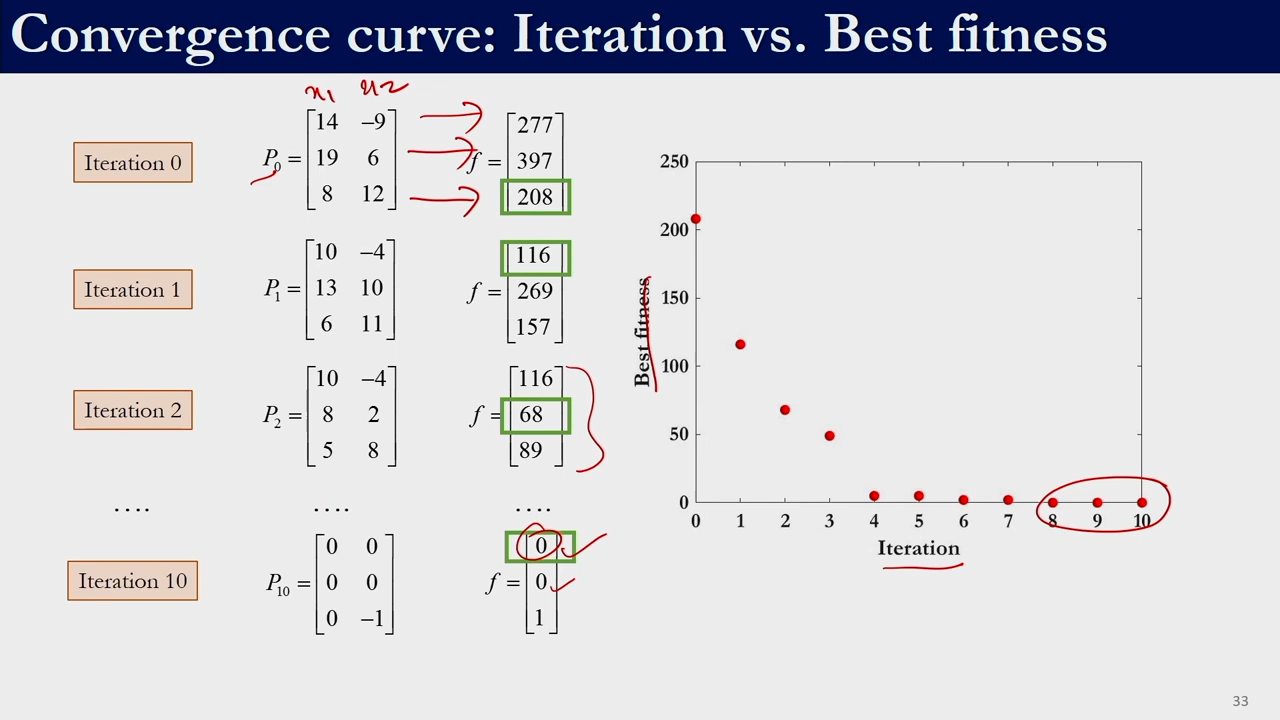 Convergence curve: Iteration vs. Best fitness
x1 x2
Iteration 0
P0 = [14 −9
19 6
8 12]
f = [277
397
208]
Iteration 1
P1 = [10 −4
13 10
6 11]
f = [116
269
157]
Iteration 2
P2 = [10 −4
8 2
5 8]
f = [116
68
89]
.... .... ....
Iteration 10
P10 = [0 0
0 0
0 −1]
f = [0
0
1]
Best fitness
250
200
150
100
50
0
0 1 2 3 4 5 6 7 8 9 10
Iteration
33